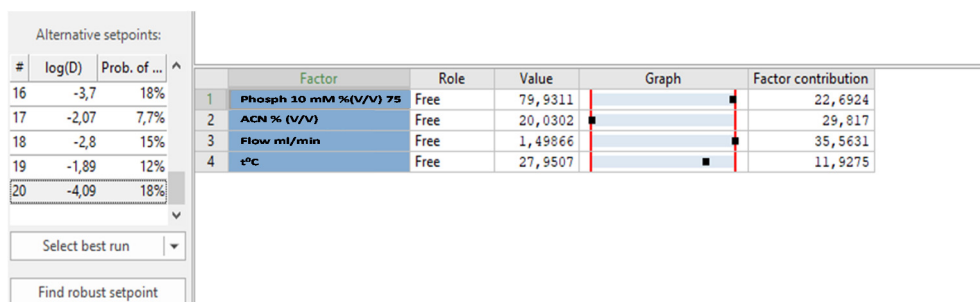 Alternative setpoints:
# log(D) Prob. of ...
16 -3,7 18%
17 -2,07 7,7%
18 -2,8 15%
19 -1,89 12%
20 -4,09 18%
Select best run
Find robust setpoint
Factor Role Value Graph Factor contribution
1 Phosph 10 mM %(V/V) 75 Free 79,9311 22,6924
2 ACN % (V/V) Free 20,0302 29,817
3 Flow ml/min Free 1,49866 35,5631
4 t°C Free 27,9507 11,9275